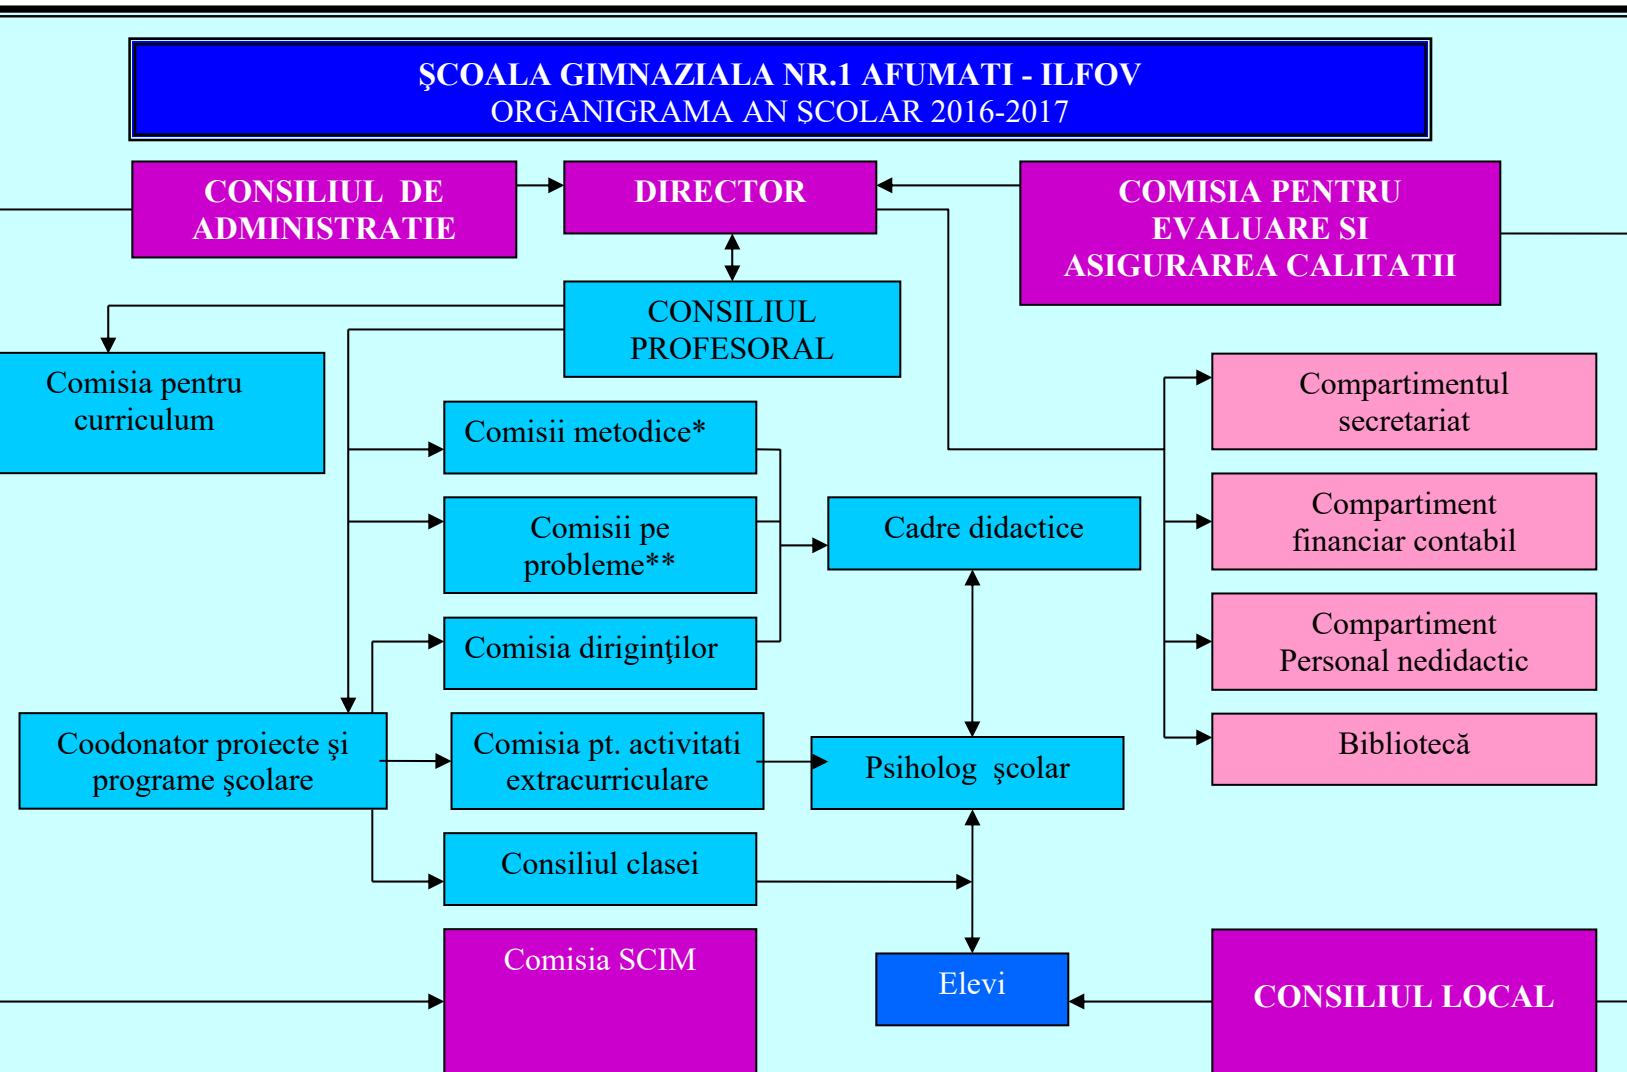 ŞCOALA GIMNAZIALA NR.1 AFUMATI - ILFOV
ORGANIGRAMA AN ŞCOLAR 2016-2017
CONSILIUL DE
ADMINISTRATIE
DIRECTOR
COMISIA PENTRU
EVALUARE SI
ASIGURAREA CALITATII
CONSILIUL
PROFESORAL
Comisia pentru
curriculum
Comisii metodice*
Compartimentul
secretariat
Comisii pe
probleme**
Cadre didactice
Compartiment
financiar contabil
Comisia diriginţilor
Compartiment
Personal nedidactic
Coodonator proiecte şi
programe şcolare
Comisia pt. activitati
extracurriculare
Psiholog şcolar
Bibliotecă
Consiliul clasei
Comisia SCIM
Elevi
CONSILIUL LOCAL